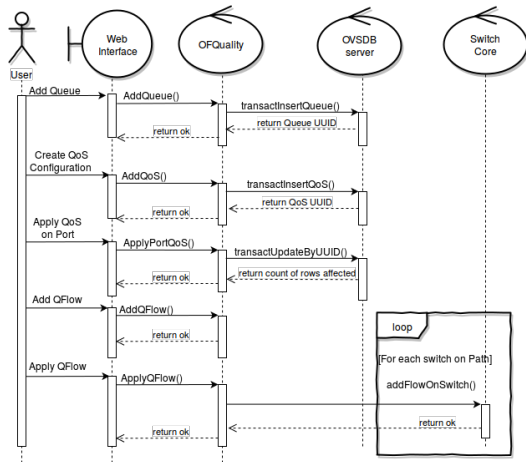 User
Web
Interface
OFQuality
OVSDB
server
Switch
Core
Add Queue
AddQueue()
transactInsertQueue()
return Queue UUID
return ok
Create QoS
Configuration
AddQoS()
transactInsertQoS()
return QoS UUID
return ok
Apply QoS
on Port
ApplyPortQoS()
transactUpdateByUUID()
return count of rows affected
return ok
Add QFlow
AddQFlow()
return ok
loop
[For each switch on Path]
Apply QFlow
ApplyQFlow()
addFlowOnSwitch()
return ok
return ok